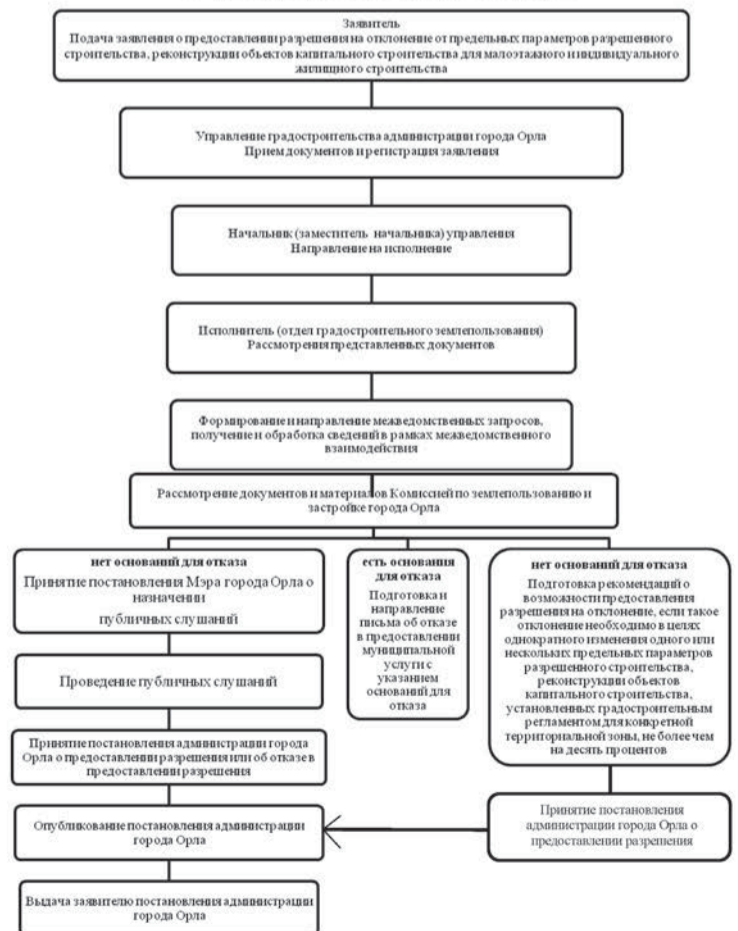 Заявитель
Подача заявления о предоставлении разрешения на отклонение от предельных параметров разрешенного
строительства, реконструкции объектов капитального строительства для малоэтажного и индивидуального
жилищного строительства
Управление градостроительства администрации города Орла
Прием документов и регистрация заявления
Начальник (заместитель начальника) управления
Направление на исполнение
Исполнитель (отдел градостроительного землепользования)
Рассмотрения представленных документов
Формирование и направление межведомственных запросов,
получение и обработка сведений в рамках межведомственного
взаимодействия
Рассмотрение документов и материалов Комиссией по землепользованию и
застройке города Орла
нет оснований для отказа
Принятие постановления Мэра города Орла о
назначении
публичных слушаний
Проведение публичных слушаний
Принятие постановления администрации города
Орла о предоставлении разрешения или об отказе в
предоставлении разрешения
Опубликование постановления администрации
города Орла
Выдача заявителю постановления администрации
города Орла
есть основания
для отказа
Подготовка и
направление
письма об отказе
в предоставлении
муниципальной
услуги с
указанием
оснований для
отказа
нет оснований для отказа
Подготовка рекомендаций о
возможности предоставления
разрешения на отклонение, если такое
отклонение необходимо в целях
однократного изменения одного или
нескольких предельных параметров
разрешенного строительства,
реконструкции объектов
капитального строительства,
установленных градостроительным
регламентом для конкретной
территориальной зоны, не более чем
на десять процентов
Принятие постановления
администрации города Орла о
предоставлении разрешения